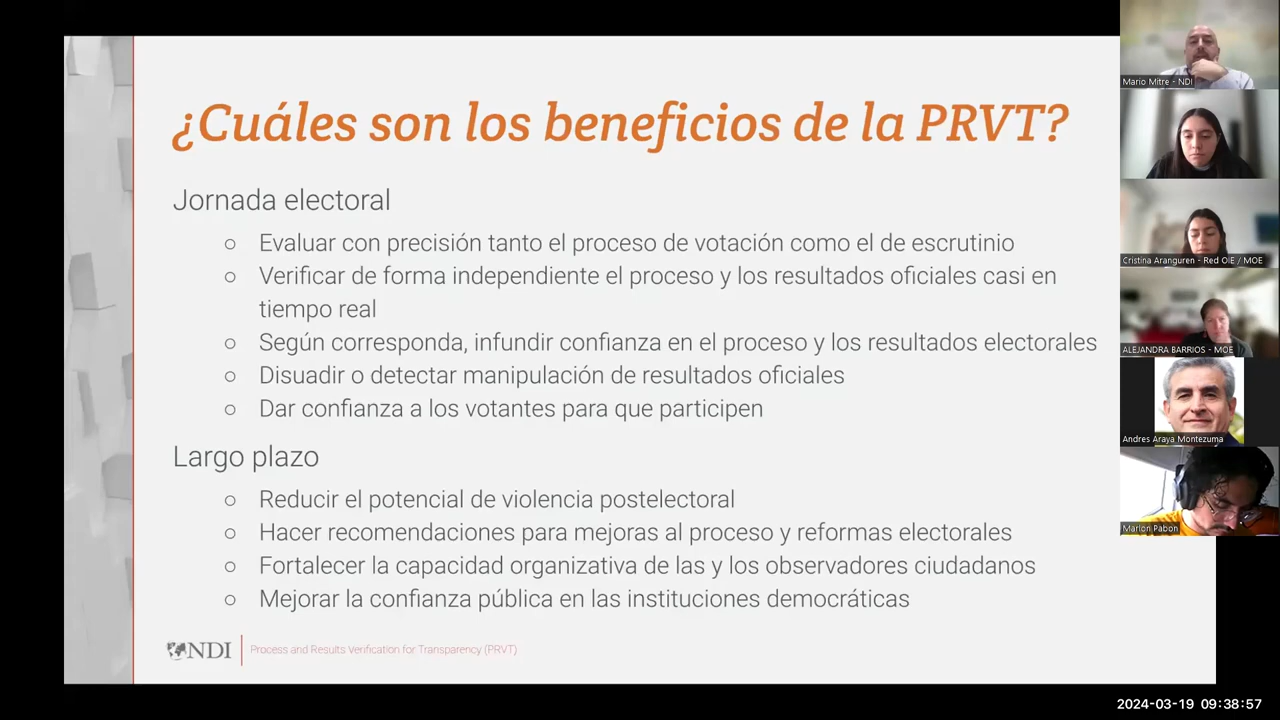 ¿Cuáles son los beneficios de la PRVT?
Jornada electoral
○ Evaluar con precisión tanto el proceso de votación como el de escrutinio
○ Verificar de forma independiente el proceso y los resultados oficiales casi en
tiempo real
○ Según corresponda, infundir confianza en el proceso y los resultados electorales
○ Disuadir o detectar manipulación de resultados oficiales
○ Dar confianza a los votantes para que participen
Largo plazo
○ Reducir el potencial de violencia postelectoral
○ Hacer recomendaciones para mejoras al proceso y reformas electorales
○ Fortalecer la capacidad organizativa de las y los observadores ciudadanos
○ Mejorar la confianza pública en las instituciones democráticas
NDI
Process and Results Verification for Transparency (PRVT)
Mario Mitre - NDI
Cristina Aranguren - Red OIE / MOE
ALEJANDRA BARRIOS - MOE
Andres Araya Montezuma
Marlon Pabon
2024-03-19 09:38:57